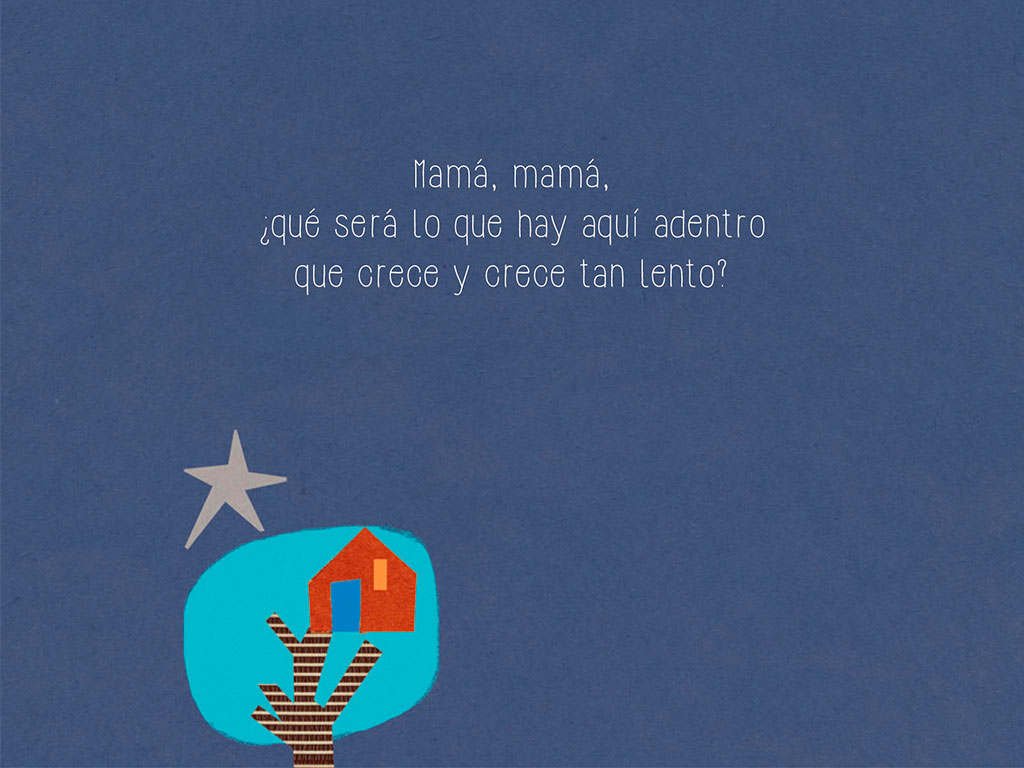 Mamá, mamá,
¿qué será lo que hay aquí adentro
que crece y crece tan lento?